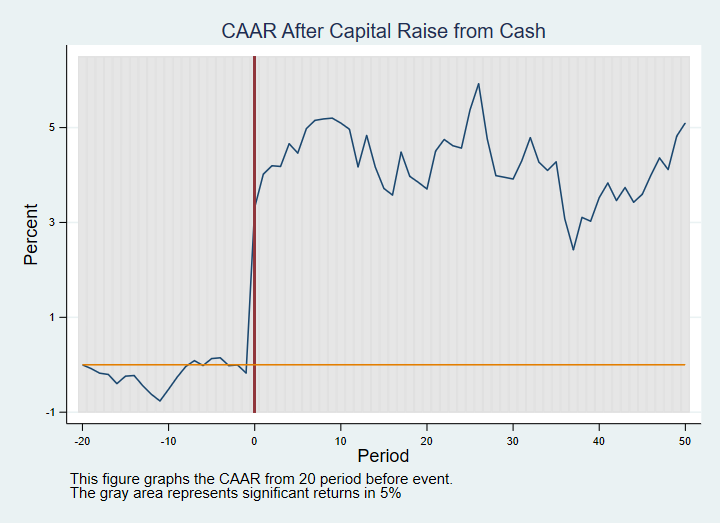 CAAR After Capital Raise from Cash
Percent
5
3
1
-1
-20
-10
0
10
20
30
40
50
Period
This figure graphs the CAAR from 20 period before event.
The gray area represents significant returns in 5%